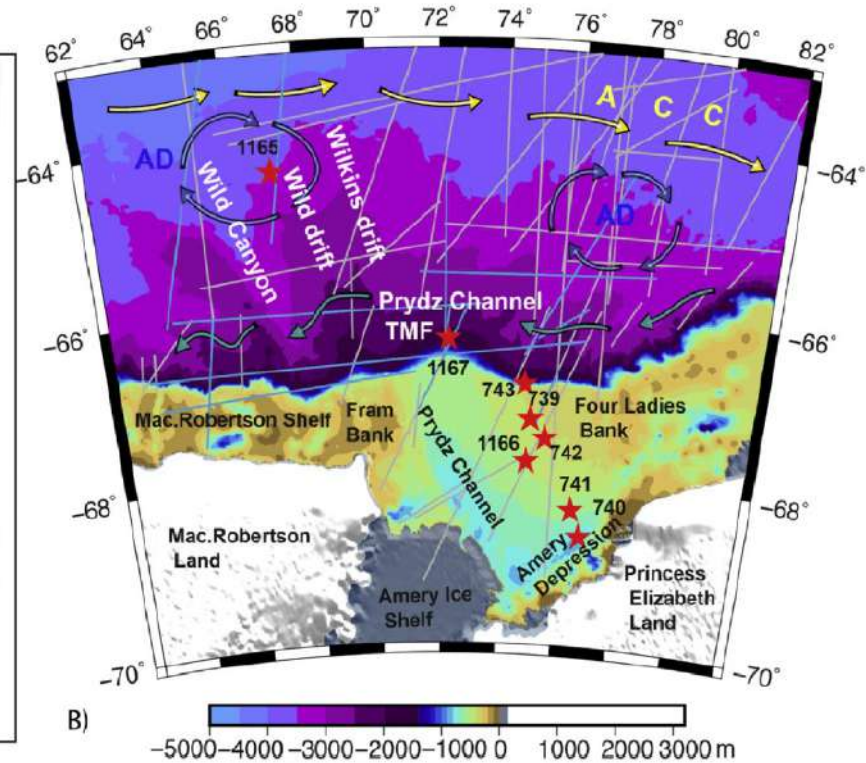 62° 64° 66° 68° 70° 72° 74° 76° 78° 80° 82°
A C C
−64° −64°
AD
1165
Wild Canyon
Wild drift
Wilkins drift
AD
Prydz Channel
TMF
−66° −66°
1167
743
739
Mac.Robertson Shelf
Fram
Bank
Four Ladies
Bank
Prydz Channel
1166
742
741
740
−68° −68°
Mac.Robertson
Land
Amery
Depression
Princess
Elizabeth
Land
Amery Ice
Shelf
−70° −70°
B)
−5000 −4000 −3000 −2000 −1000 0 1000 2000 3000 m